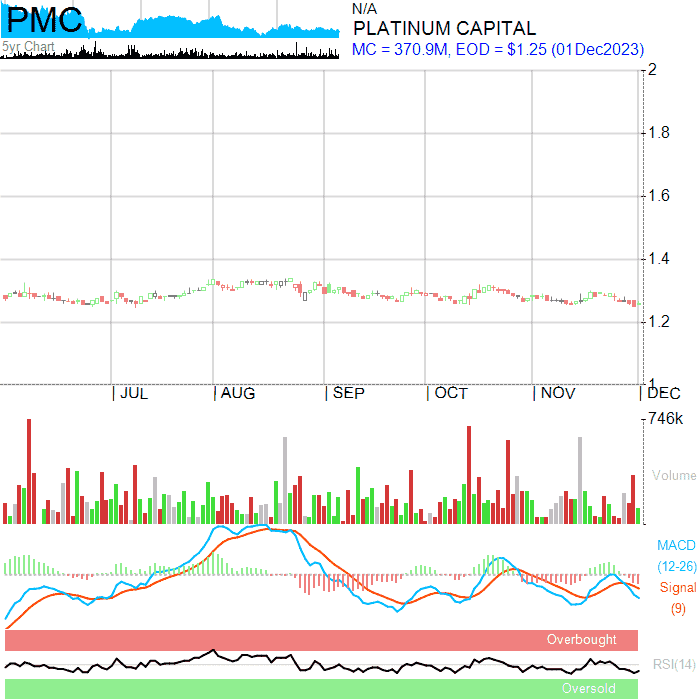 PMC
5yr Chart
N/A
PLATINUM CAPITAL
MC = 370.9M, EOD = $1.25 (01Dec2023)
2
1.8
1.6
1.4
1.2
1
JUL AUG SEP OCT NOV DEC
746k
Volume
MACD
(12-26)
Signal
(9)
Overbought
RSI(14)
Oversold